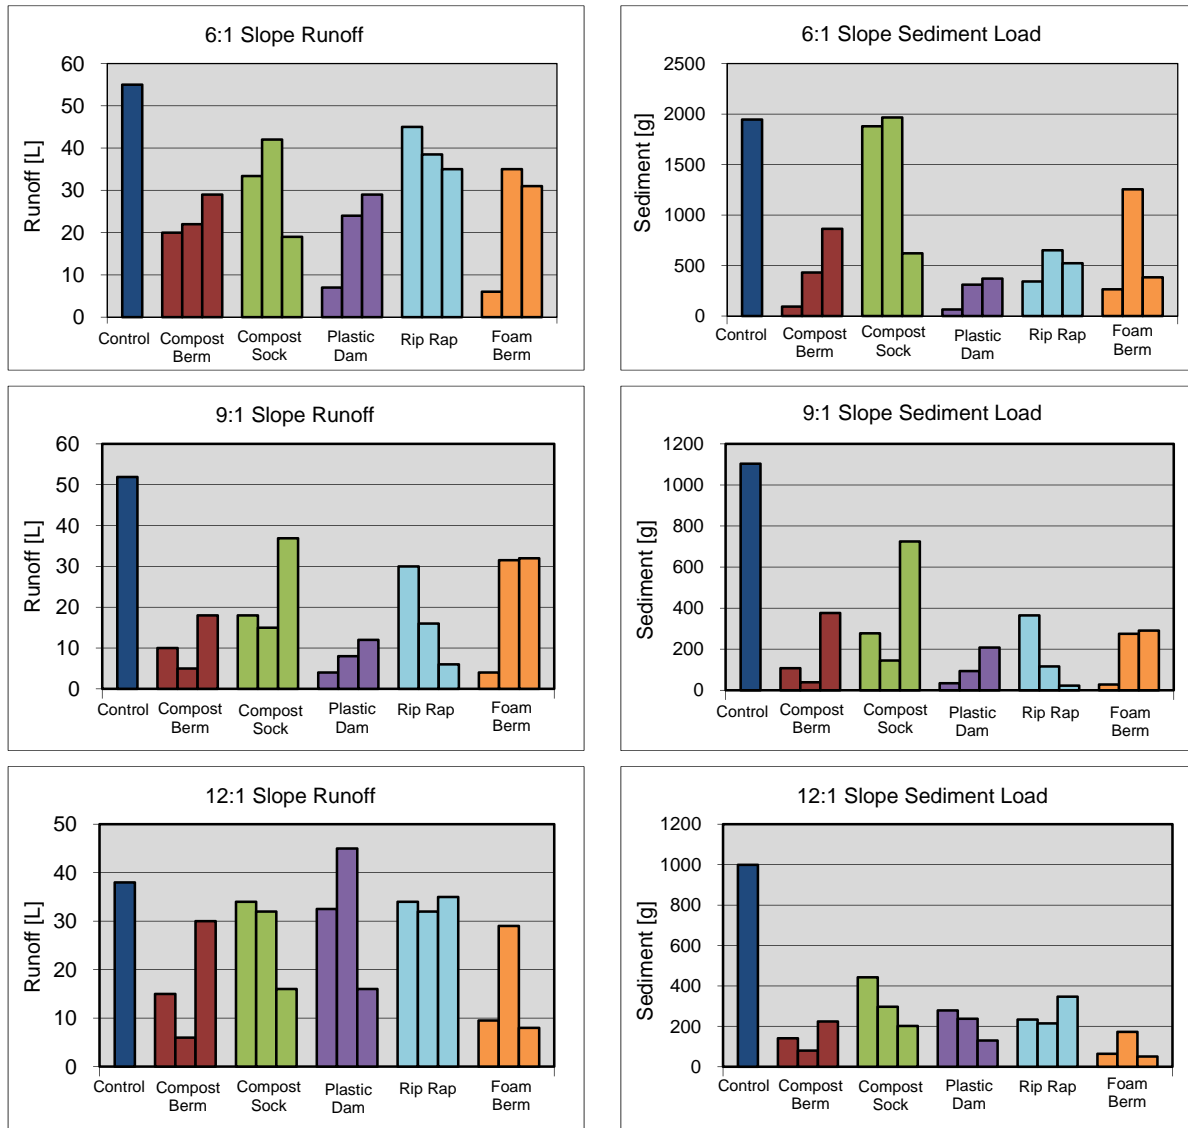 6:1 Slope Runoff
60
50
40
30
20
10
0
Runoff [L]
Control
Compost
Berm
Compost
Sock
Plastic
Dam
Rip Rap
Foam
Berm
6:1 Slope Sediment Load
2500
2000
1500
1000
500
0
Sediment [g]
Control
Compost
Berm
Compost
Sock
Plastic
Dam
Rip Rap
Foam
Berm
9:1 Slope Runoff
60
50
40
30
20
10
0
Runoff [L]
Control
Compost
Berm
Compost
Sock
Plastic
Dam
Rip Rap
Foam
Berm
9:1 Slope Sediment Load
1200
1000
800
600
400
200
0
Sediment [g]
Control
Compost
Berm
Compost
Sock
Plastic
Dam
Rip Rap
Foam
Berm
12:1 Slope Runoff
50
40
30
20
10
0
Runoff [L]
Control
Compost
Berm
Compost
Sock
Plastic
Dam
Rip Rap
Foam
Berm
12:1 Slope Sediment Load
1200
1000
800
600
400
200
0
Sediment [g]
Control
Compost
Berm
Compost
Sock
Plastic
Dam
Rip Rap
Foam
Berm